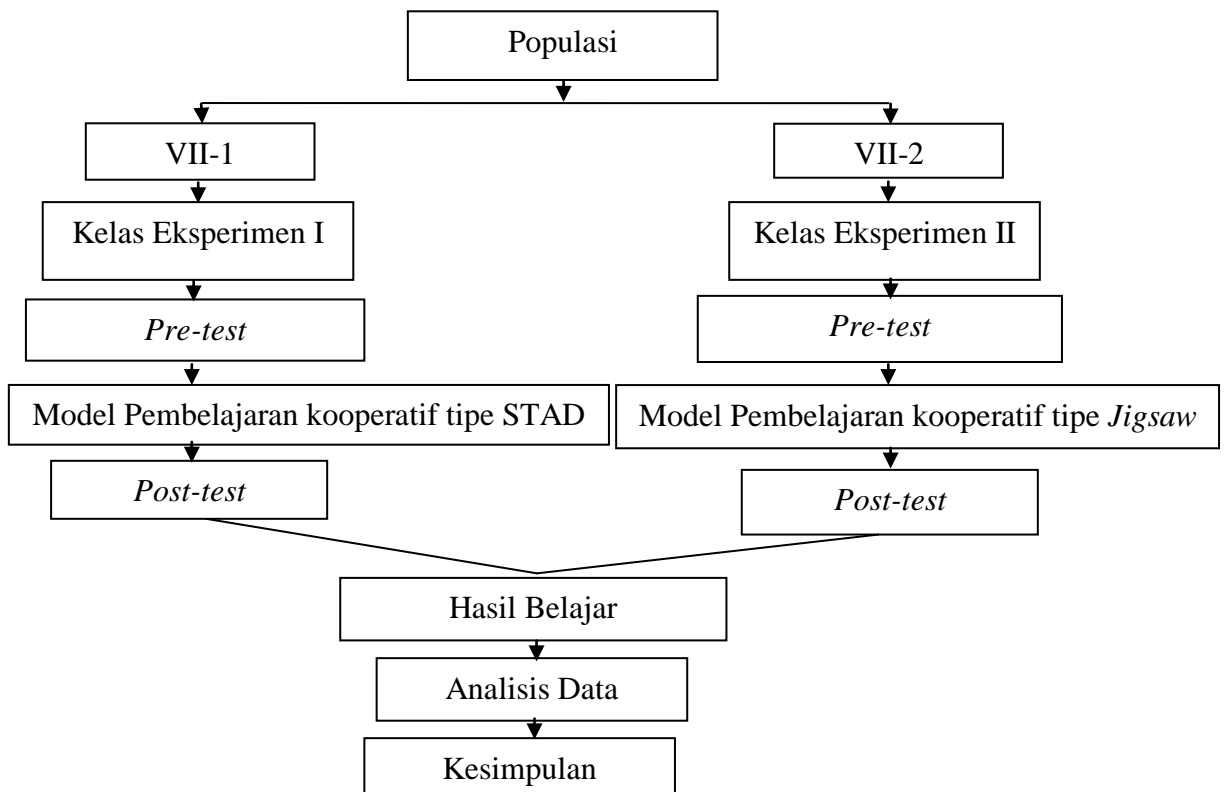 Populasi
VII-1
VII-2
Kelas Eksperimen I
Kelas Eksperimen II
Pre-test
Pre-test
Model Pembelajaran kooperatif tipe STAD
Model Pembelajaran kooperatif tipe Jigsaw
Post-test
Post-test
Hasil Belajar
Analisis Data
Kesimpulan